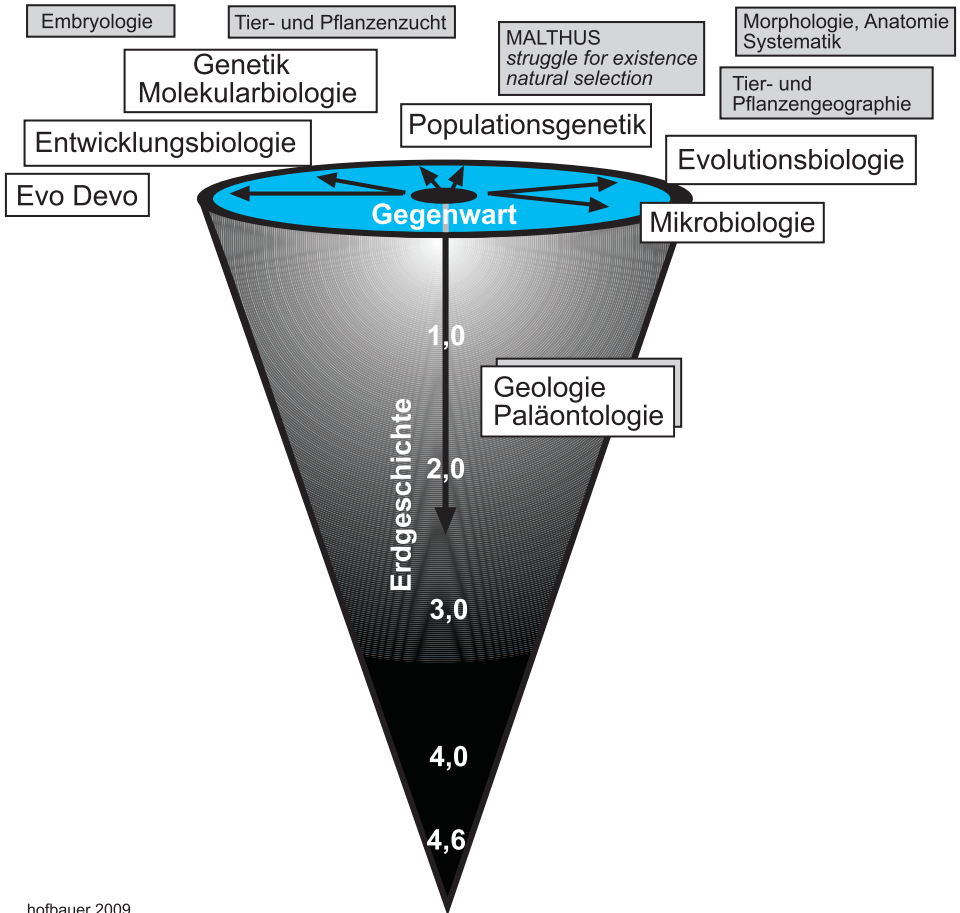 Embryologie
Tier- und Pflanzenzucht
MALTHUS
struggle for existence
natural selection
Morphologie, Anatomie
Systematik
Tier- und
Pflanzengeographie
Genetik
Molekularbiologie
Populationsgenetik
Entwicklungsbiologie
Evolutionsbiologie
Evo Devo
Mikrobiologie
Gegenwart
1,0
Geologie
Paläontologie
Erdgeschichte
2,0
3,0
4,0
4,6
hofbauer 2009